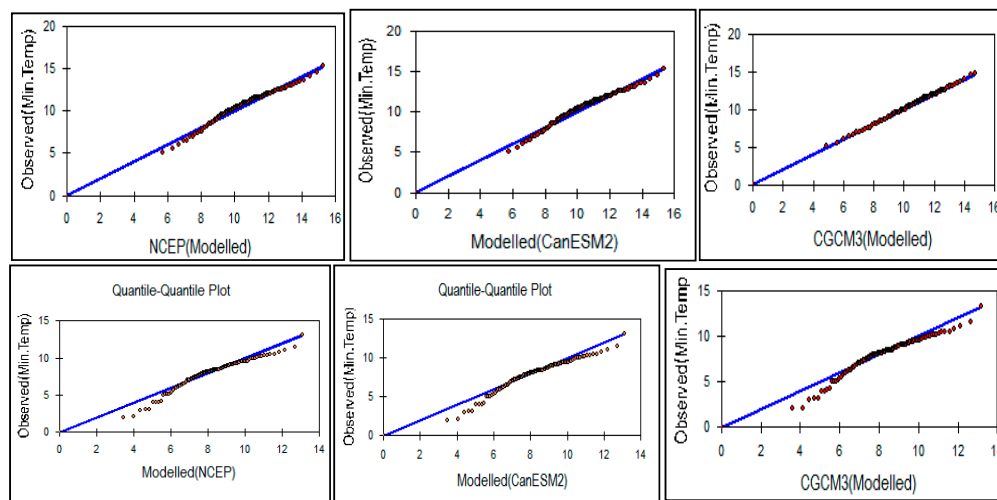 Observed(Min.Temp)
20
15
10
5
0
0 2 4 6 8 10 12 14 16
NCEP(Modelled)
Observed(Min.Temp)
20
15
10
5
0
0 2 4 6 8 10 12 14 16
Modelled(CanESM2)
Observed(Min.Temp)
20
15
10
5
0
0 2 4 6 8 10 12 14 16
CGCM3(Modelled)
Quantile-Quantile Plot
Observed(Min.Temp)
15
10
5
0
0 2 4 6 8 10 12 14
Modelled(NCEP)
Quantile-Quantile Plot
Observed(Min.Temp)
15
10
5
0
0 2 4 6 8 10 12 14
Modelled(CanESM2)
Observed(Min.Temp
15
10
5
0
0 2 4 6 8 10 12 14
CGCM3(Modelled)